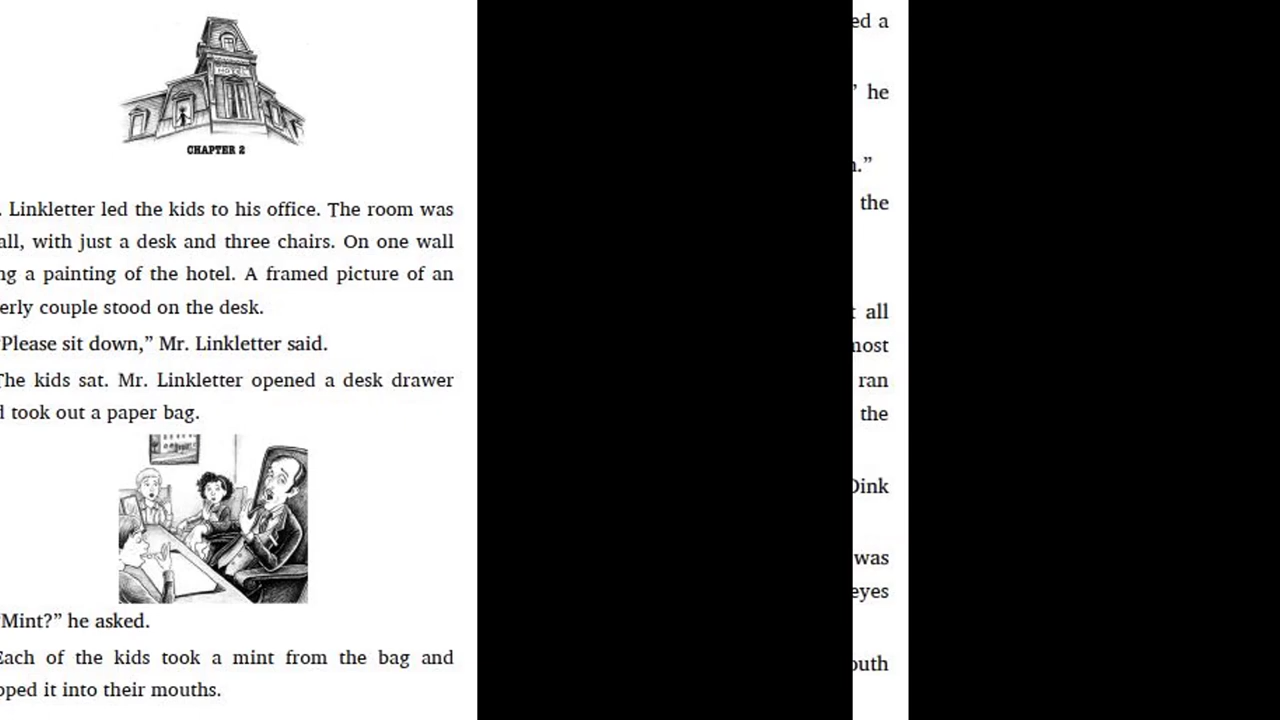 HOTEL
CHAPTER 2
. Linkletter led the kids to his office. The room was
all, with just a desk and three chairs. On one wall
ng a painting of the hotel. A framed picture of an
erly couple stood on the desk.
“Please sit down,” Mr. Linkletter said.
The kids sat. Mr. Linkletter opened a desk drawer
d took out a paper bag.
“Mint?” he asked.
Each of the kids took a mint from the bag and
pped it into their mouths.
ed a
” he
n.”
the
all
most
ran
the
Dink
was
eyes
outh